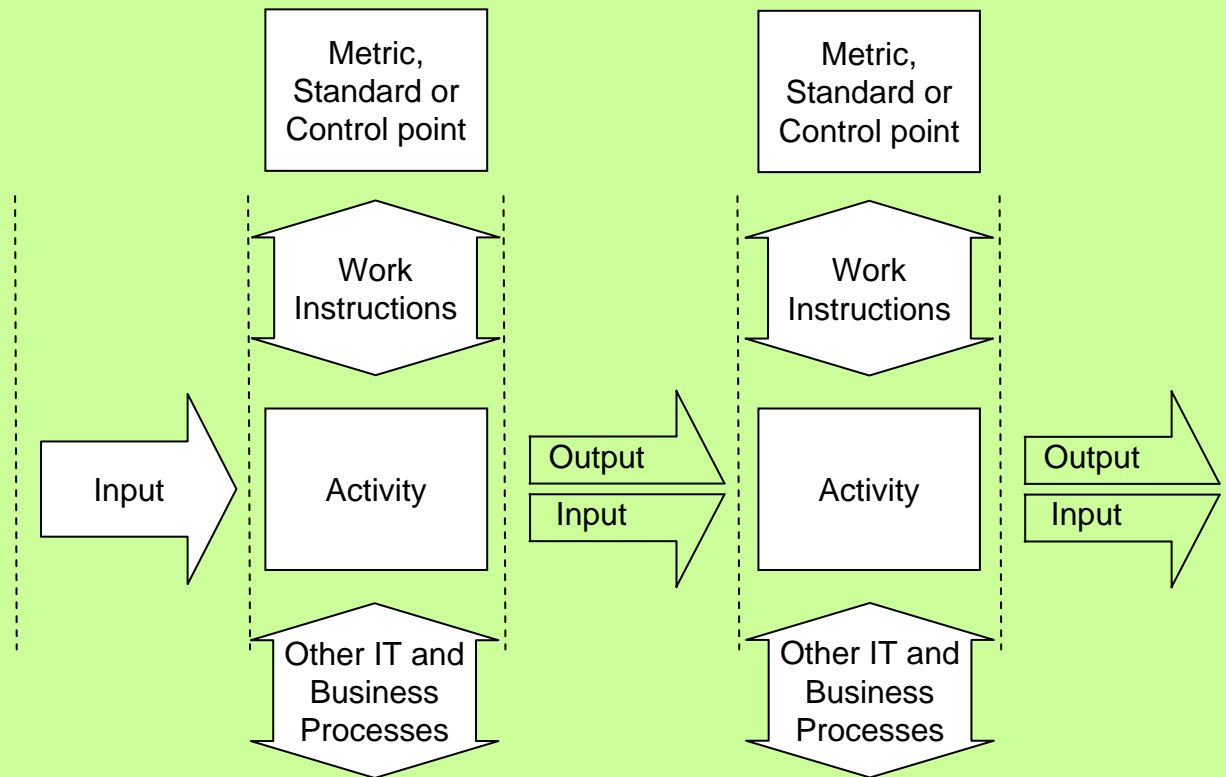 Metric,
Standard or
Control point
Metric,
Standard or
Control point
Work
Instructions
Work
Instructions
Input
Activity
Output
Input
Activity
Output
Input
Other IT and
Business
Processes
Other IT and
Business
Processes